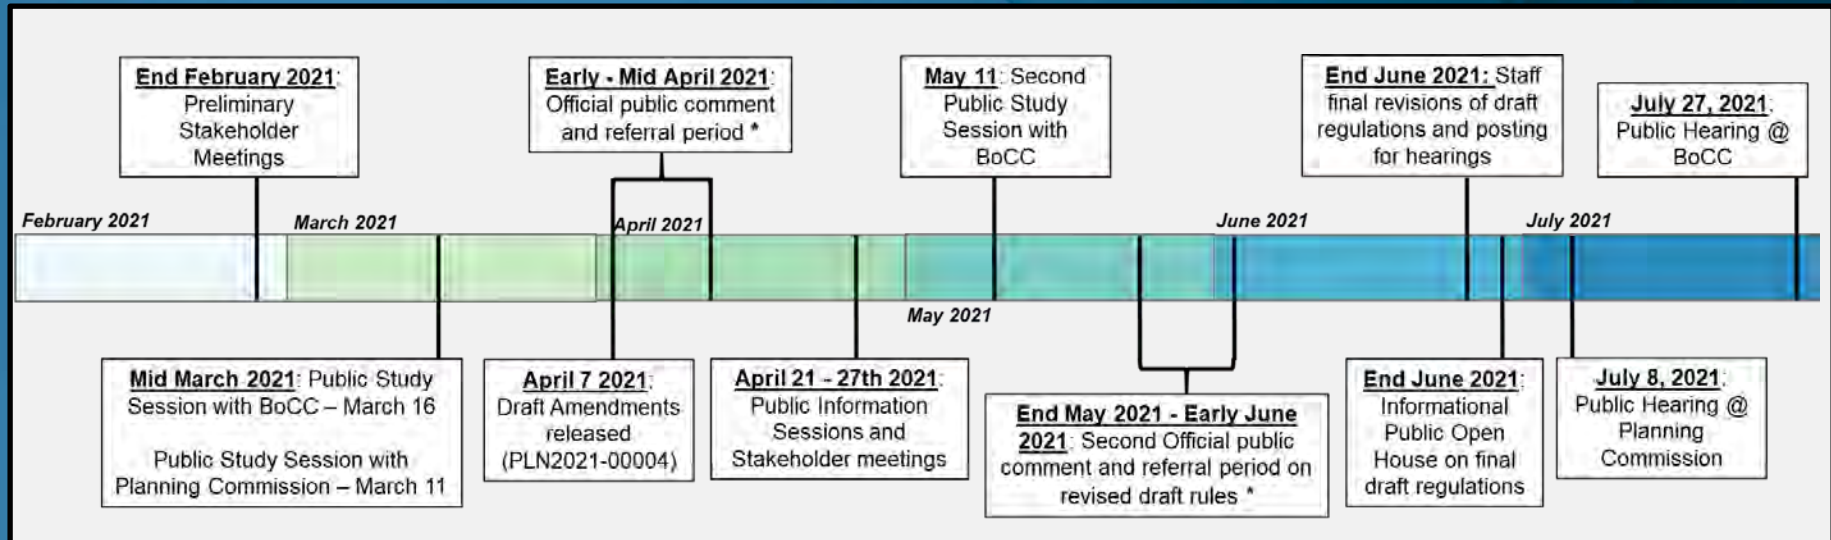 End February 2021:
Preliminary
Stakeholder
Meetings
Early - Mid April 2021:
Official public comment
and referral period *
May 11: Second
Public Study
Session with
BoCC
End June 2021: Staff
final revisions of draft
regulations and posting
for hearings
July 27, 2021:
Public Hearing @
BoCC
February 2021
March 2021
April 2021
May 2021
June 2021
July 2021
Mid March 2021: Public Study
Session with BoCC – March 16
Public Study Session with
Planning Commission – March 11
April 7 2021:
Draft Amendments
released
(PLN2021-00004)
April 21 - 27th 2021:
Public Information
Sessions and
Stakeholder meetings
End May 2021 - Early June
2021: Second Official public
comment and referral period on
revised draft rules *
End June 2021:
Informational
Public Open
House on final
draft regulations
July 8, 2021:
Public Hearing @
Planning
Commission